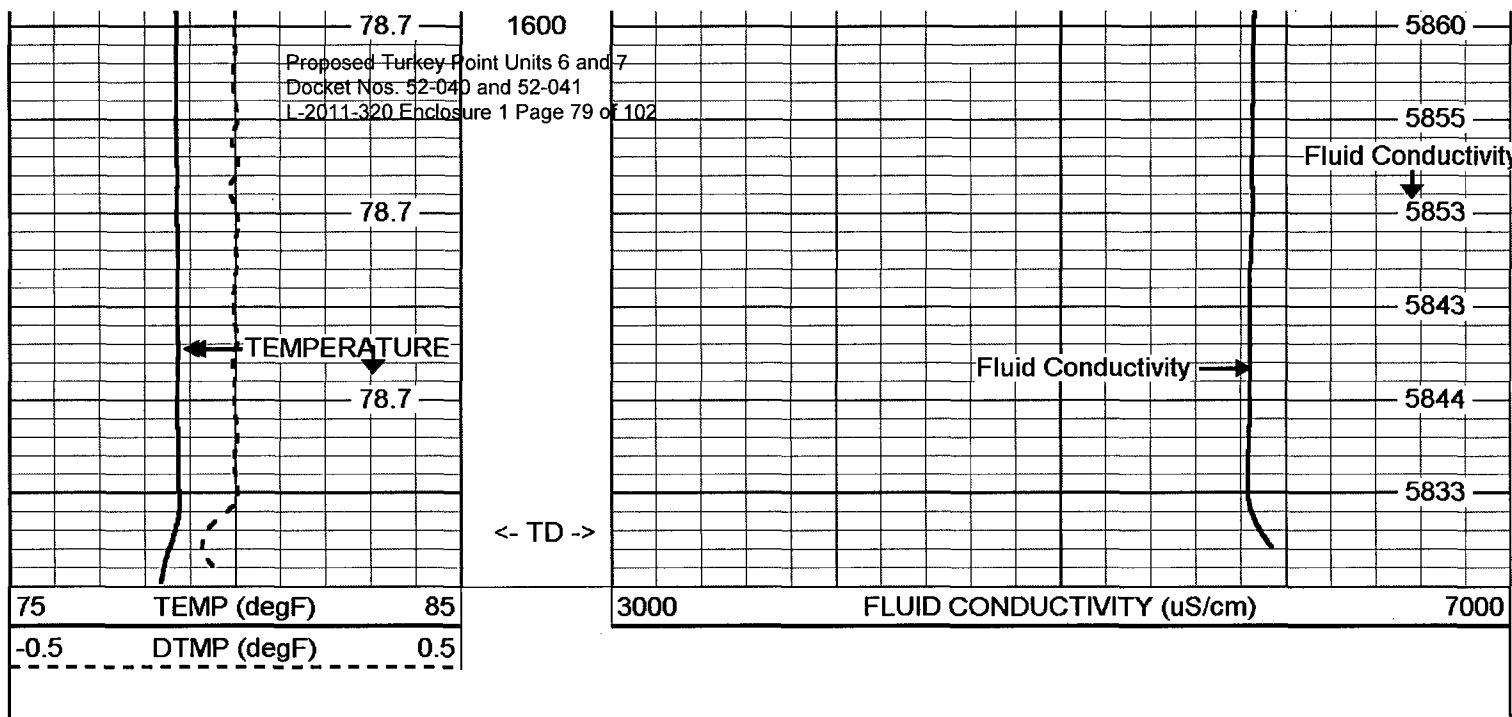 78.7 1600 5860
Proposed Turkey Point Units 6 and 7
Docket Nos. 52-040 and 52-041
L-2011-320 Enclosure 1 Page 79 of 102
5855
Fluid Conductivity
78.7 5853
5843
TEMPERATURE
Fluid Conductivity
78.7 5844
5833
<- TD ->
75 TEMP (degF) 85 3000 FLUID CONDUCTIVITY (uS/cm) 7000
-0.5 DTMP (degF) 0.5